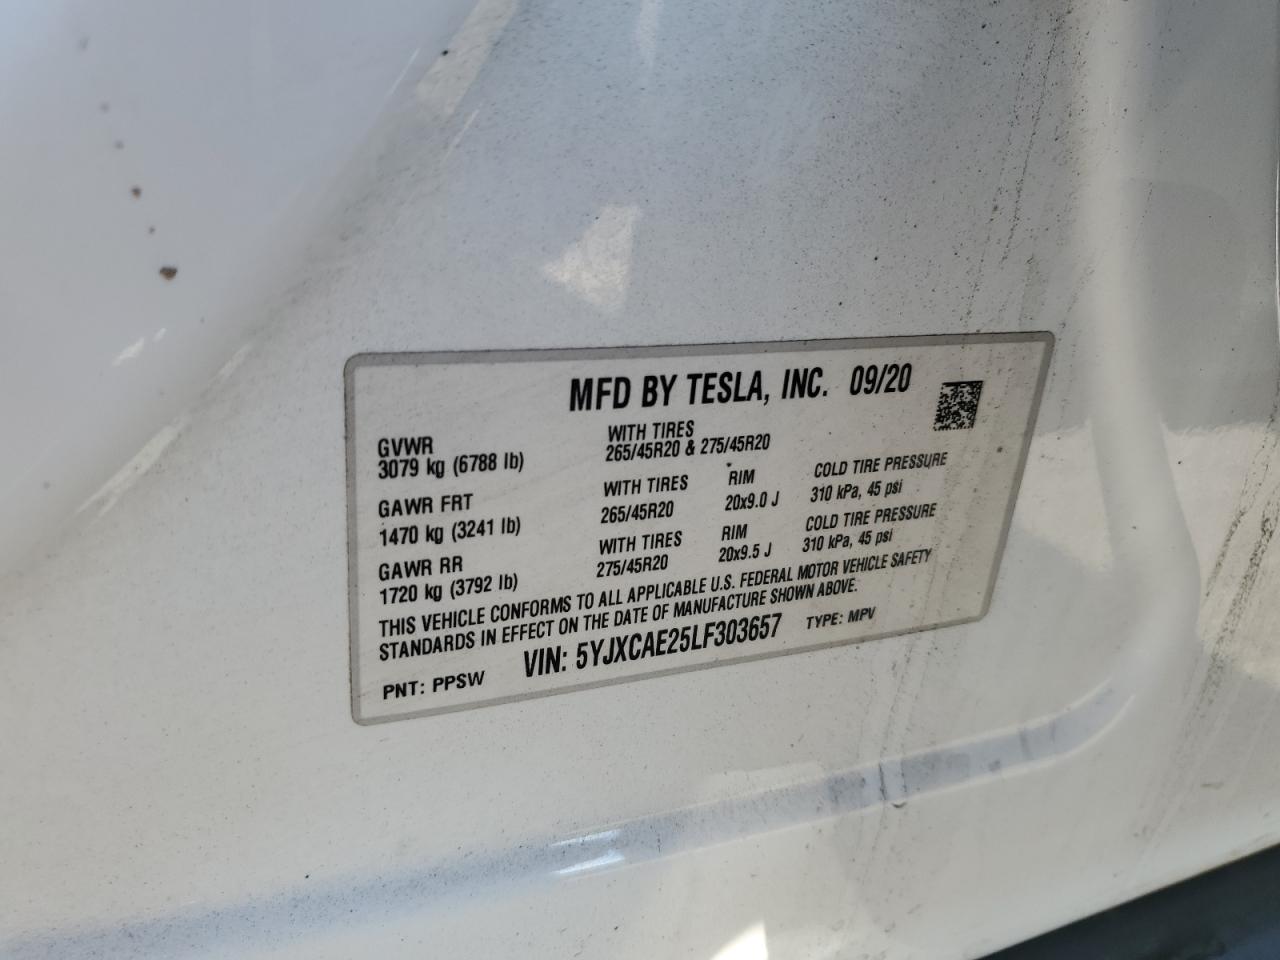 MFD BY TESLA, INC. 09/20
GVWR WITH TIRES
3079 kg (6788 lb) 265/45R20 & 275/45R20
GAWR FRT WITH TIRES RIM COLD TIRE PRESSURE
1470 kg (3241 lb) 265/45R20 20x9.0 J 310 kPa, 45 psi
GAWR RR WITH TIRES RIM COLD TIRE PRESSURE
1720 kg (3792 lb) 275/45R20 20x9.5 J 310 kPa, 45 psi
THIS VEHICLE CONFORMS TO ALL APPLICABLE U.S. FEDERAL MOTOR VEHICLE SAFETY
STANDARDS IN EFFECT ON THE DATE OF MANUFACTURE SHOWN ABOVE.
PNT: PPSW VIN: 5YJXCAE25LF303657 TYPE: MPV